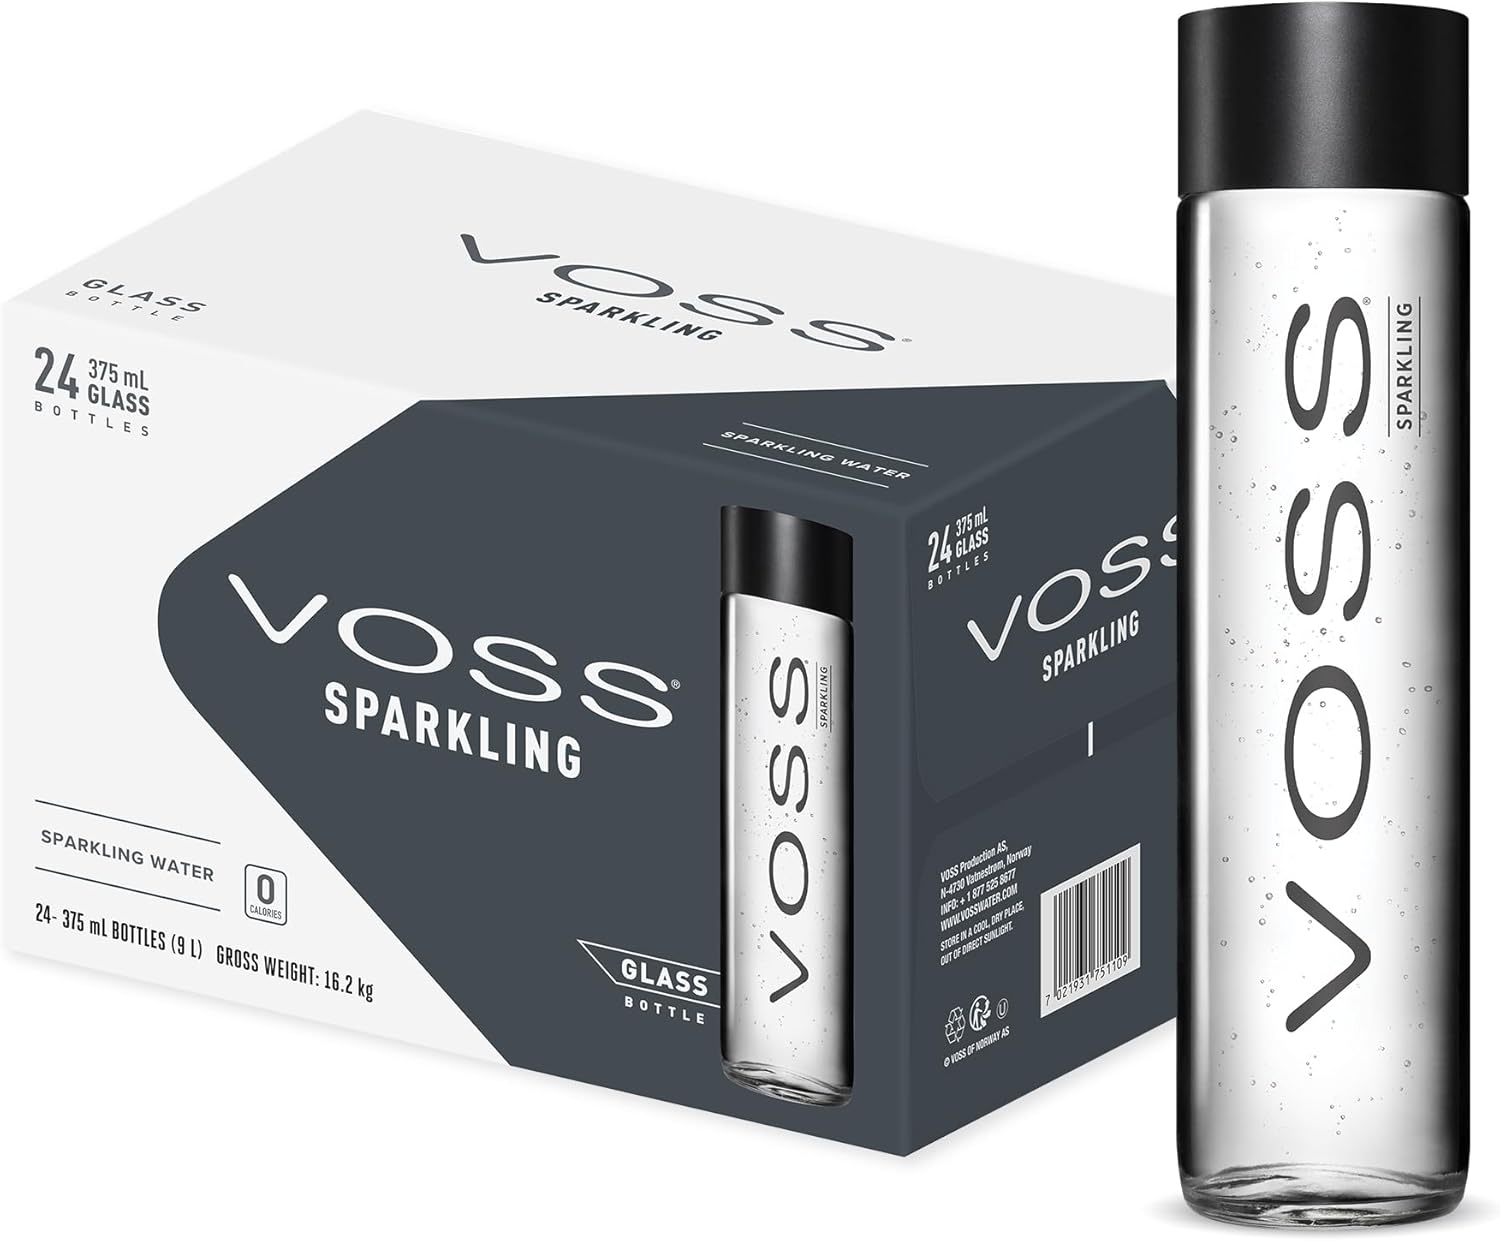 VOSS®
SPARKLING
GLASS
BOTTLE
24 375 mL
GLASS
BOTTLES
VOSS®
SPARKLING
SPARKLING WATER
0
CALORIES
24- 375 mL BOTTLES (9 L) GROSS WEIGHT: 16.2 kg
GLASS
BOTTLE
VOSS
SPARKLING
SPARKLING WATER
24 375 mL
GLASS
BOTTLES
VOSS
SPARKLING
VOSS Production AS,
N-4730 Vatnestrøm, Norway
INFO: + 1 877 525 8677
WWW.VOSSWATER.COM
STORE IN A COOL, DRY PLACE,
OUT OF DIRECT SUNLIGHT.
7 021931 751109
U
© VOSS OF NORWAY AS
VOSS®
SPARKLING